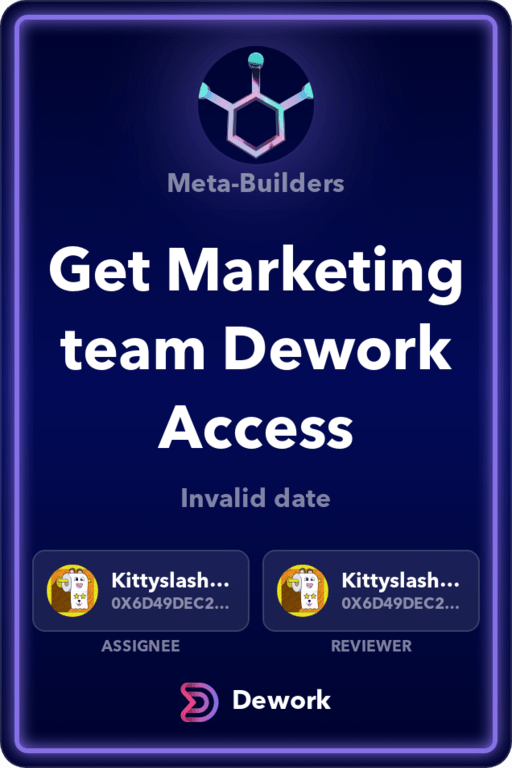 Meta-Builders
Get Marketing
team Dework
Access
Invalid date
Kittyslash...
0X6D49DEC2...
Kittyslash...
0X6D49DEC2...
ASSIGNEE
REVIEWER
Dework